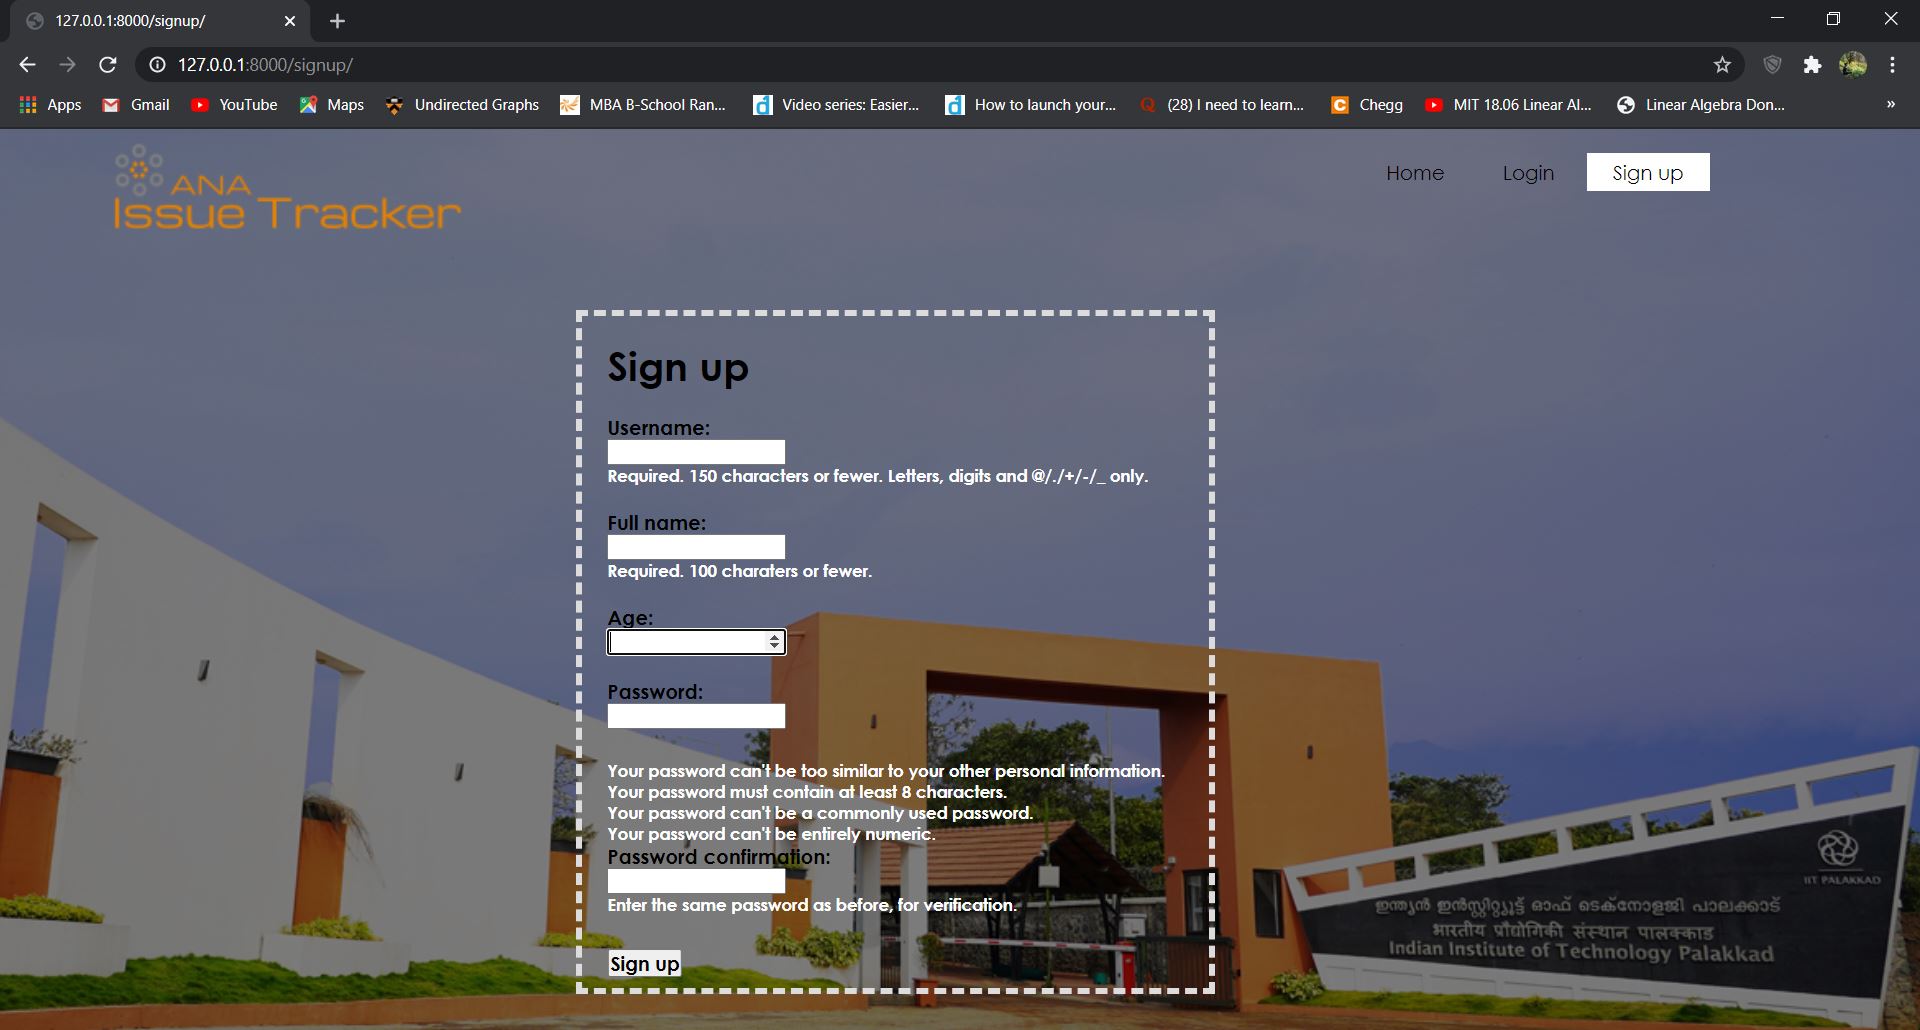 127.0.0.1:8000/signup/
127.0.0.1:8000/signup/
Apps Gmail YouTube Maps Undirected Graphs MBA B-School Ran... Video series: Easier... How to launch your... (28) I need to learn... Chegg MIT 18.06 Linear Al... Linear Algebra Don... »
ANA
Issue Tracker
Home Login Sign up
Sign up
Username:
Required. 150 characters or fewer. Letters, digits and @/./+/-/_ only.
Full name:
Required. 100 charaters or fewer.
Age:
Password:
Your password can't be too similar to your other personal information.
Your password must contain at least 8 characters.
Your password can't be a commonly used password.
Your password can't be entirely numeric.
Password confirmation:
Enter the same password as before, for verification.
Sign up
IIT PALAKKAD
ഇന്ത്യൻ ഇൻസ്റ്റിറ്റ്യൂട്ട് ഓഫ് ടെക്നോളജി പാലക്കാട്
भारतीय प्रौद्योगिकी संस्थान पालक्काड
Indian Institute of Technology Palakkad